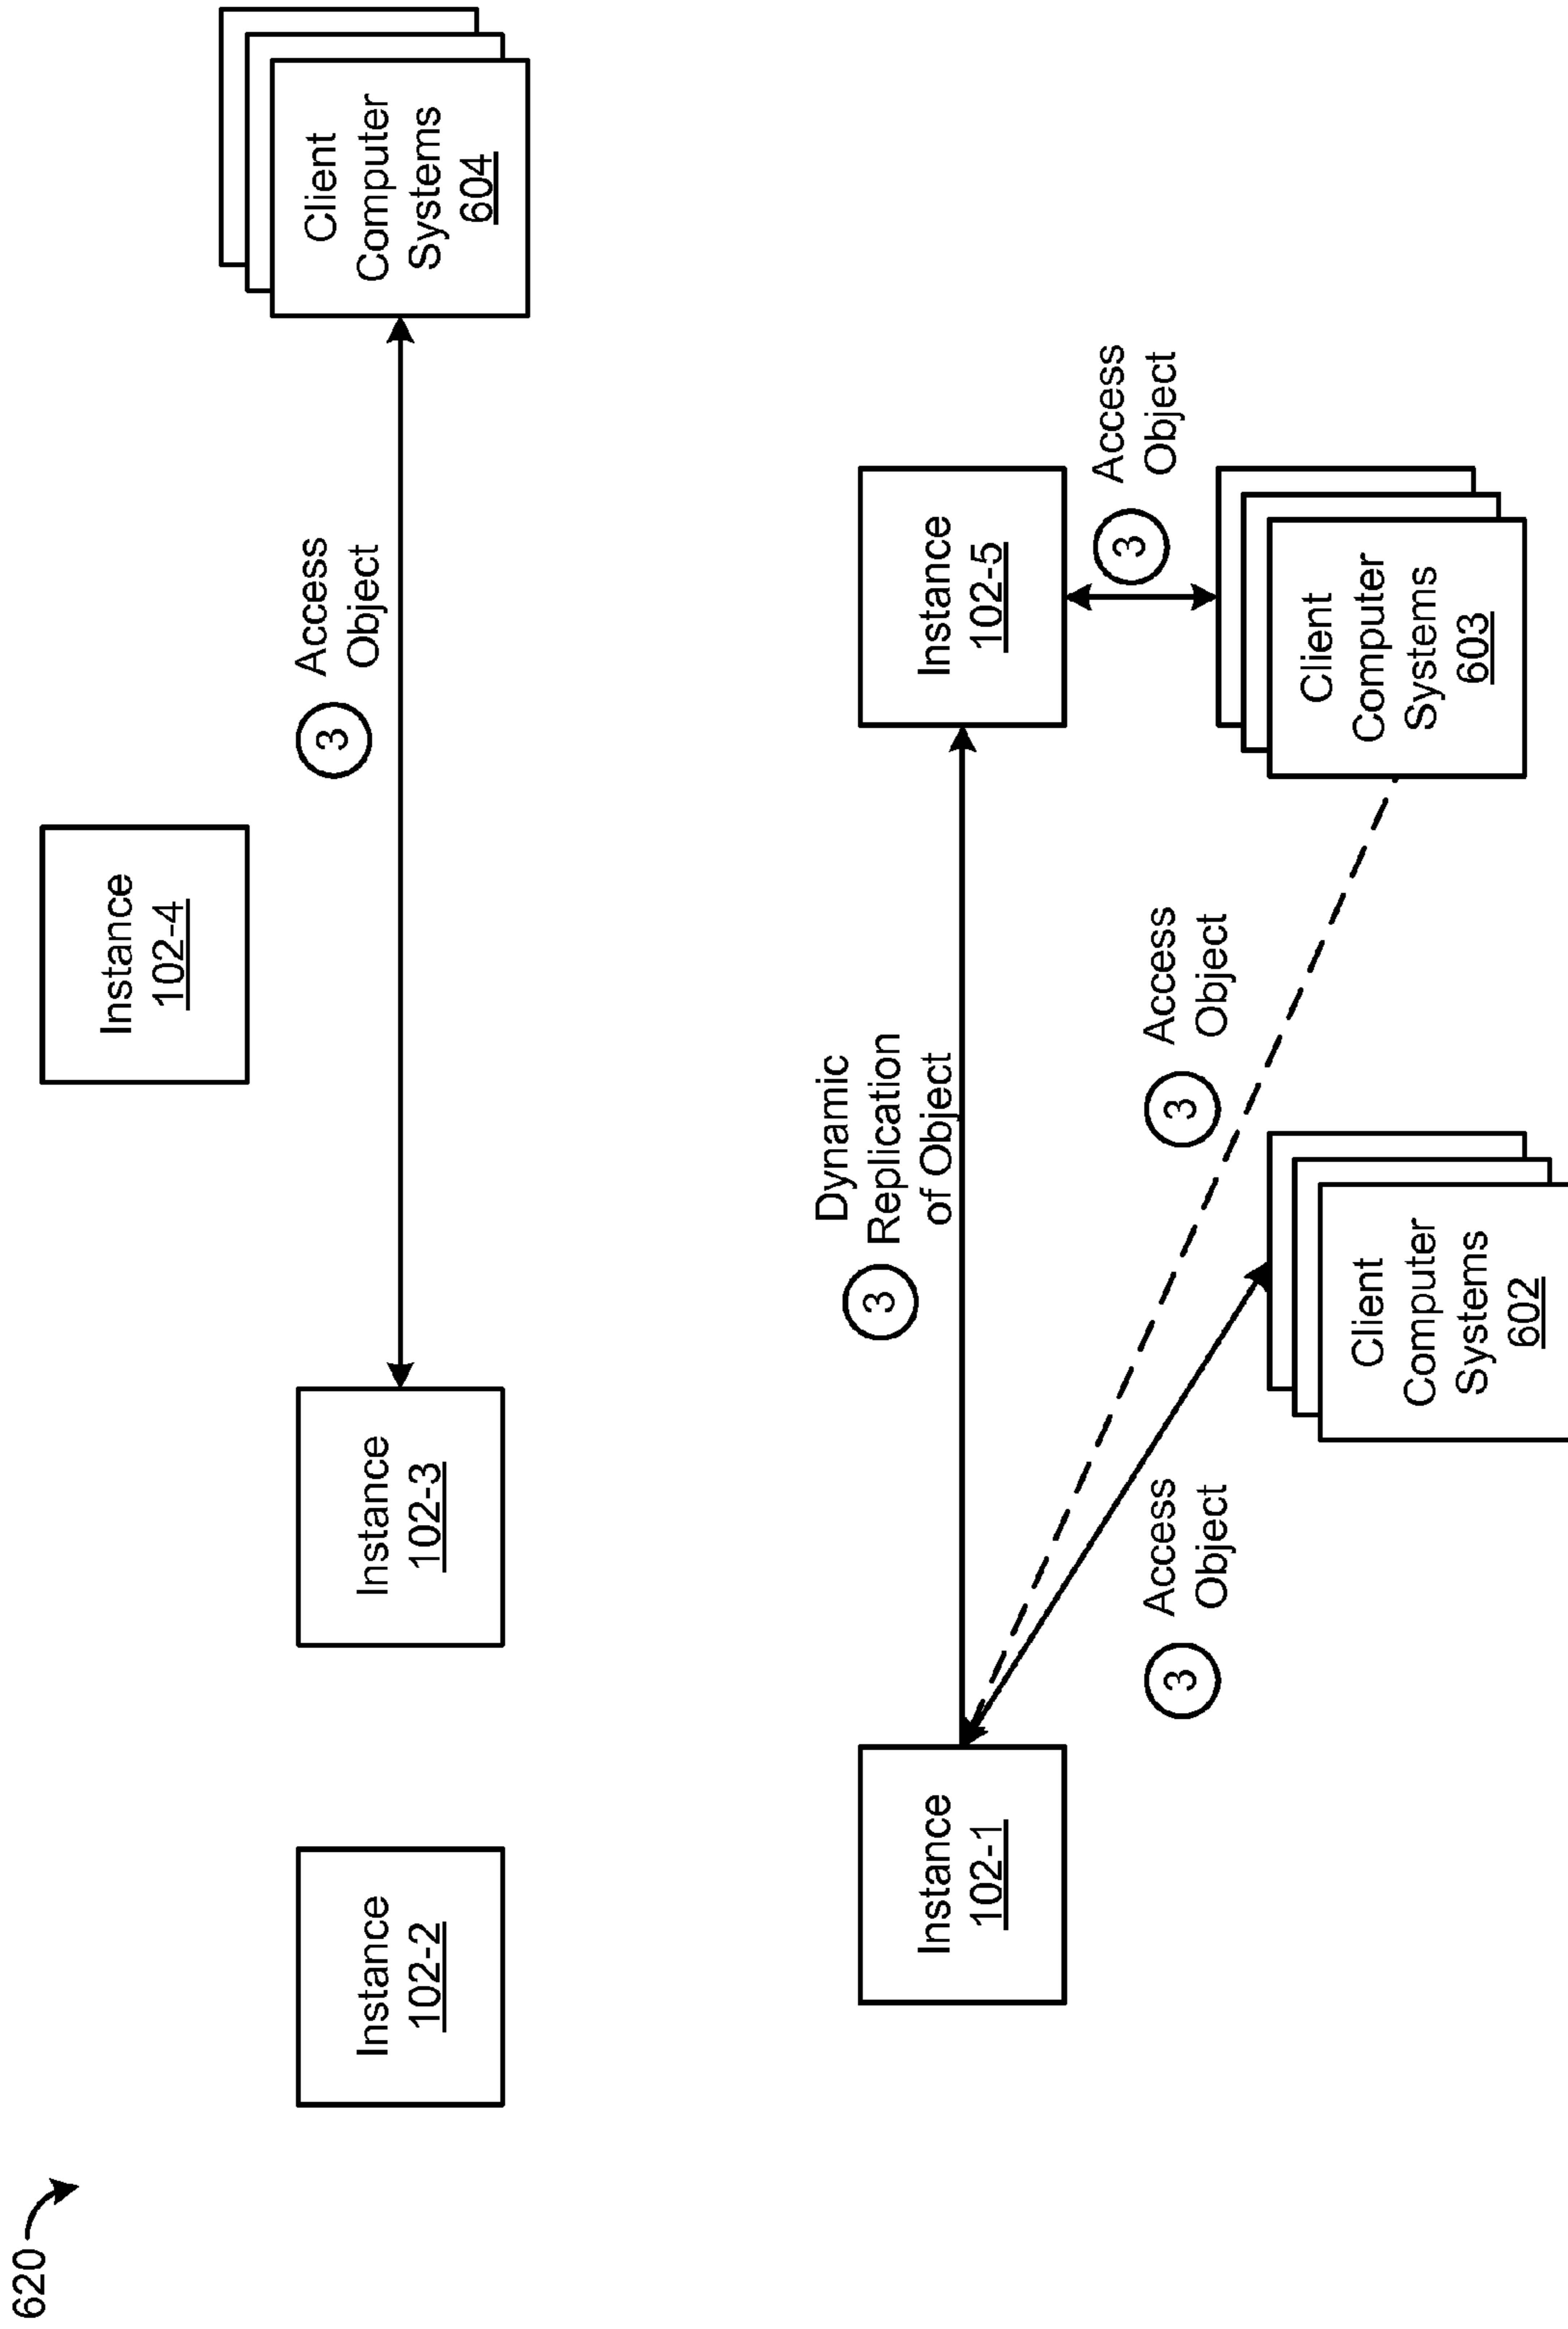 620
Instance
102-2
Instance
102-3
Instance
102-4
3
Access
Object
Client
Computer
Systems
604
Instance
102-1
3
Dynamic
Replication
of Object
Instance
102-5
3
Access
Object
3
Access
Object
3
Access
Object
Client
Computer
Systems
602
Client
Computer
Systems
603